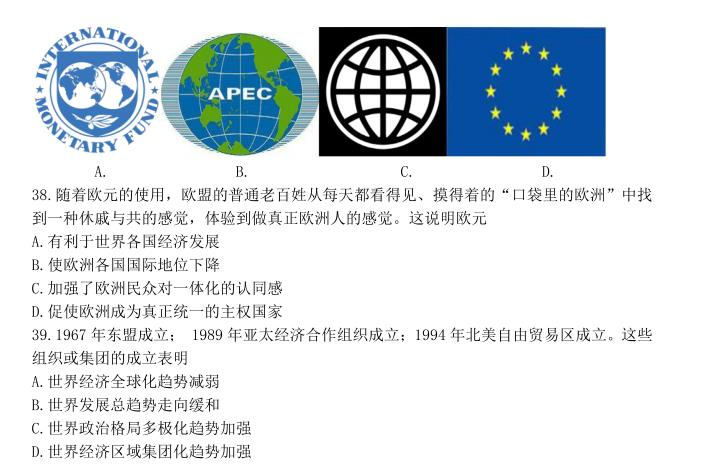 INTERNATIONAL MONETARY FUND
APEC
A. B. C. D.
38.随着欧元的使用，欧盟的普通老百姓从每天都看得见、摸得着的“口袋里的欧洲”中找
到一种休戚与共的感觉，体验到做真正欧洲人的感觉。这说明欧元
A.有利于世界各国经济发展
B.使欧洲各国国际地位下降
C.加强了欧洲民众对一体化的认同感
D.促使欧洲成为真正统一的主权国家
39.1967 年东盟成立； 1989 年亚太经济合作组织成立；1994 年北美自由贸易区成立。这些
组织或集团的成立表明
A.世界经济全球化趋势减弱
B.世界发展总趋势走向缓和
C.世界政治格局多极化趋势加强
D.世界经济区域集团化趋势加强